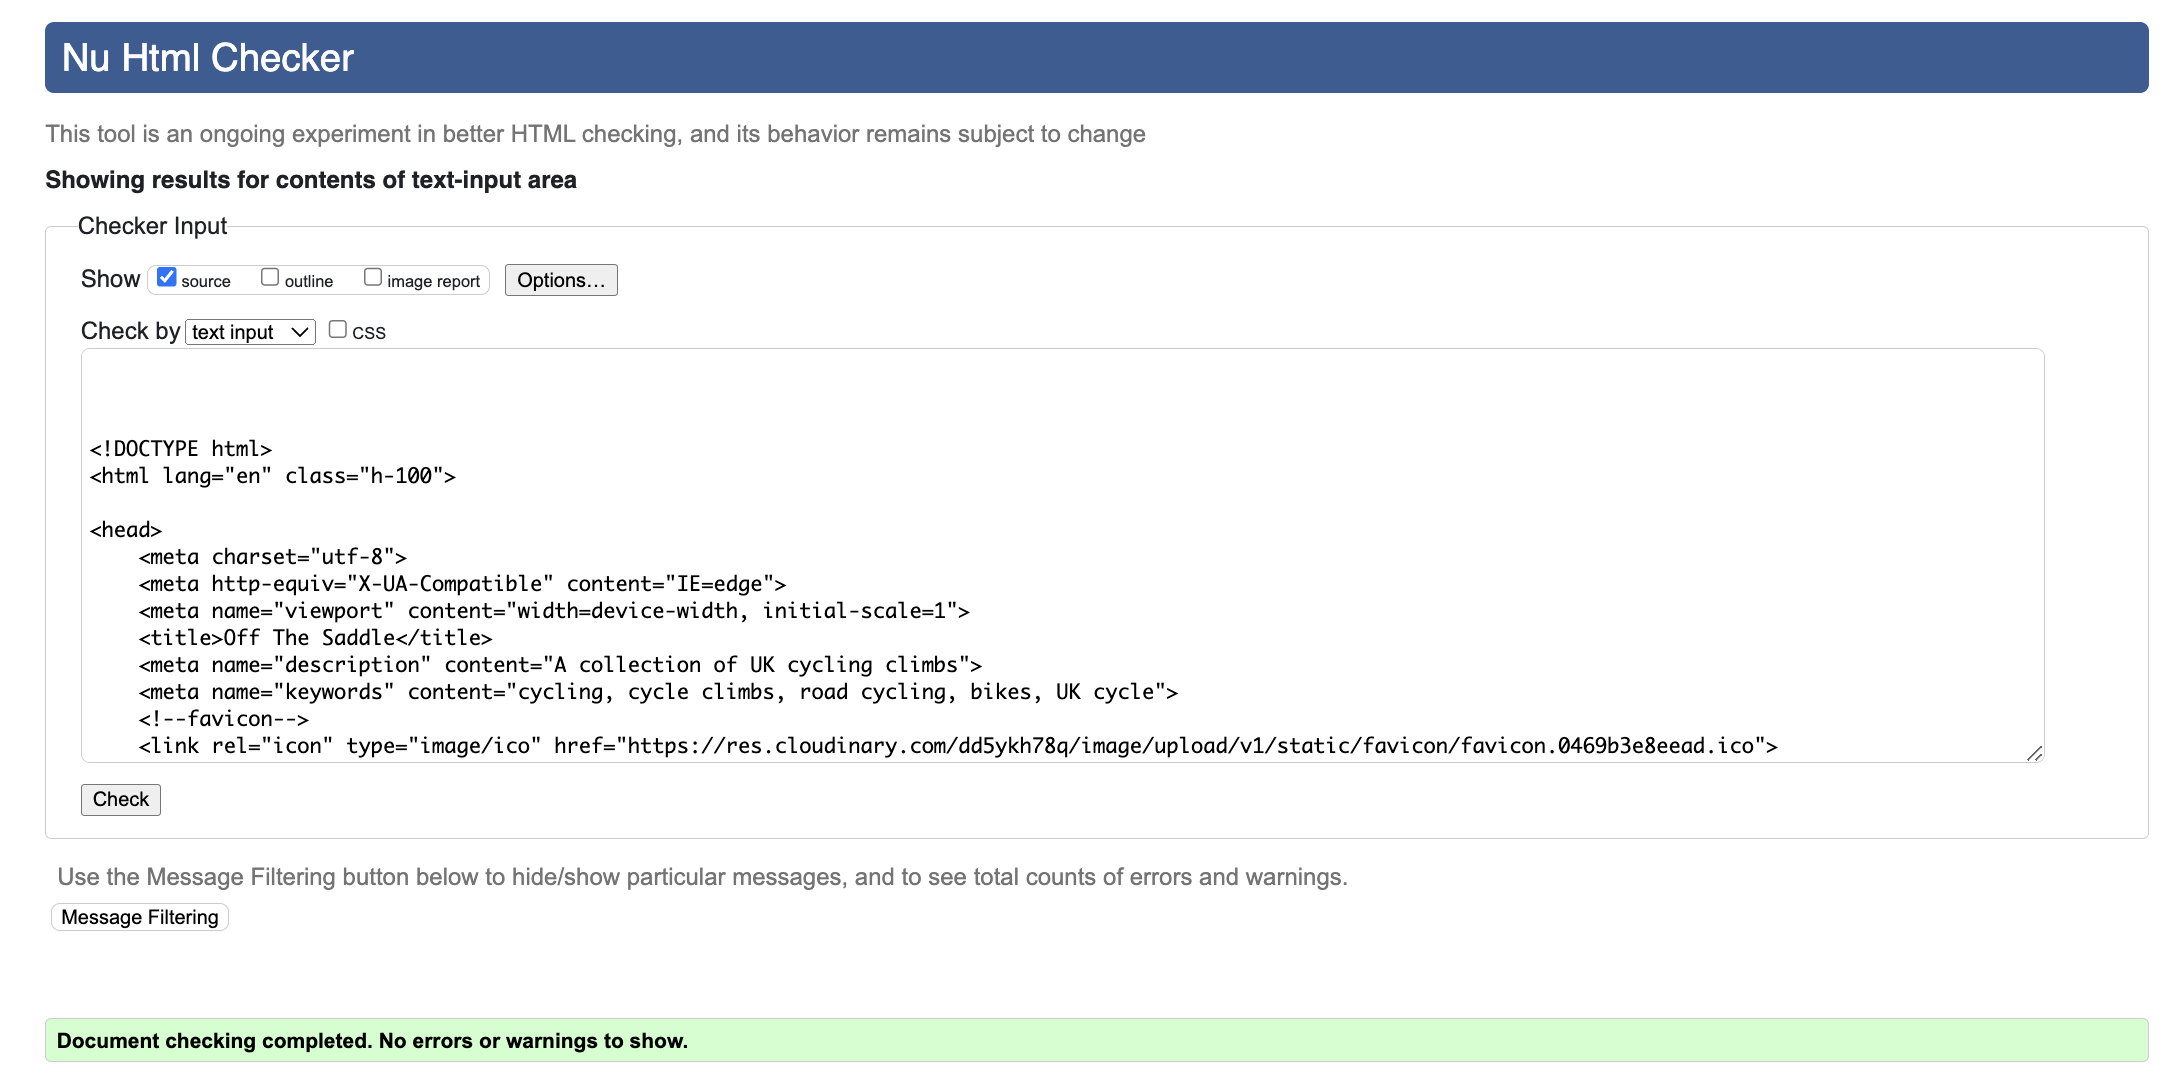 Nu Html Checker
This tool is an ongoing experiment in better HTML checking, and its behavior remains subject to change
Showing results for contents of text-input area
Checker Input
Show source outline image report Options...
Check by text input CSS
<!DOCTYPE html>
<html lang="en" class="h-100">
<head>
    <meta charset="utf-8">
    <meta http-equiv="X-UA-Compatible" content="IE=edge">
    <meta name="viewport" content="width=device-width, initial-scale=1">
    <title>Off The Saddle</title>
    <meta name="description" content="A collection of UK cycling climbs">
    <meta name="keywords" content="cycling, cycle climbs, road cycling, bikes, UK cycle">
    <!--favicon-->
    <link rel="icon" type="image/ico" href="https://res.cloudinary.com/dd5ykh78q/image/upload/v1/static/favicon/favicon.0469b3e8eead.ico">
Check
Use the Message Filtering button below to hide/show particular messages, and to see total counts of errors and warnings.
Message Filtering
Document checking completed. No errors or warnings to show.